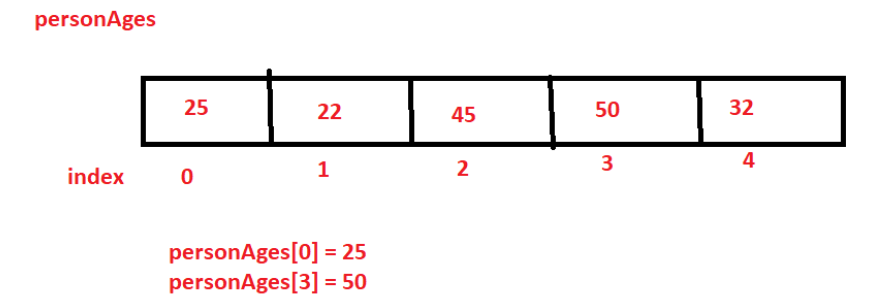 personAges
25 22 45 50 32
index 0 1 2 3 4
personAges[0] = 25
personAges[3] = 50